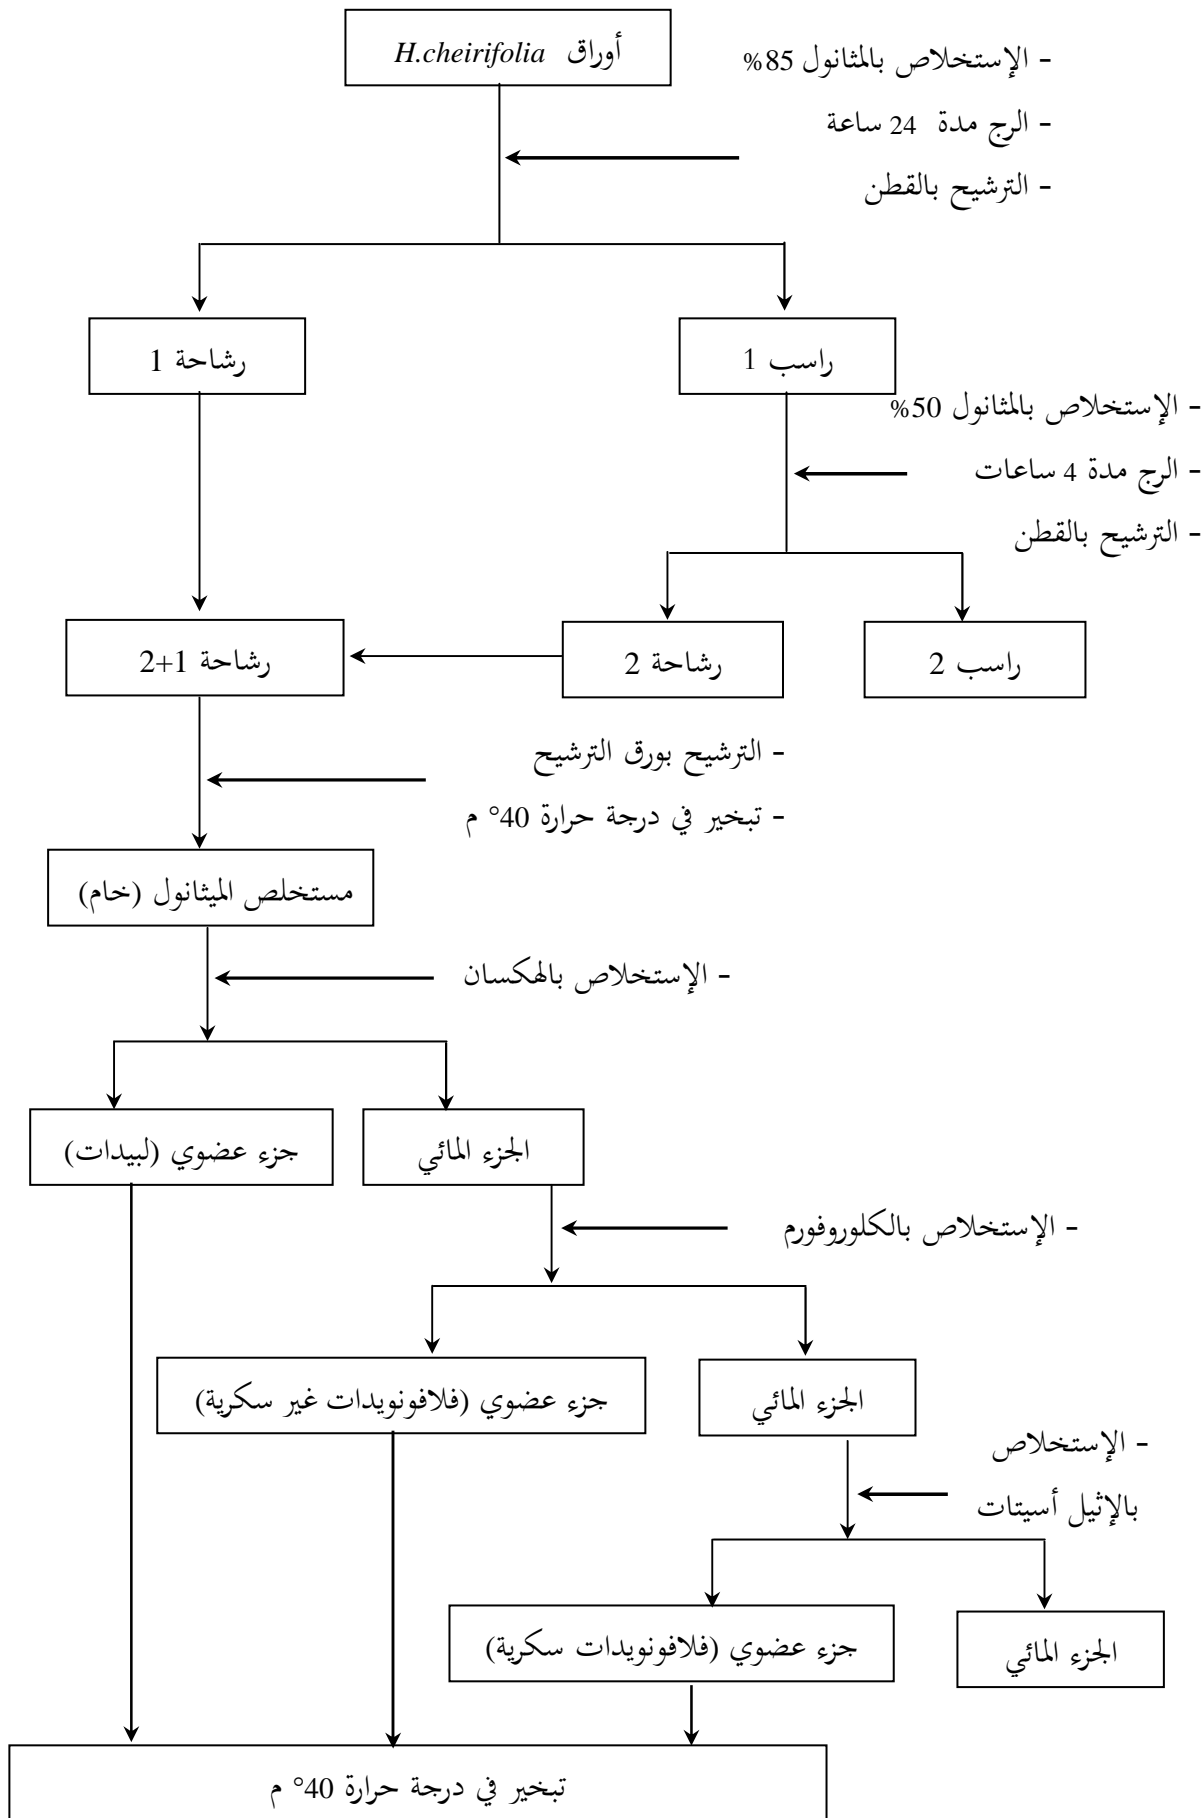 أوراق H.cheirifolia
- الإستخلاص بالمثانول 85%
- الرج مدة 24 ساعة
- الترشيح بالقطن
راسب 1
رشاحة 1
- الإستخلاص بالمثانول 50%
- الرج مدة 4 ساعات
- الترشيح بالقطن
راسب 2
رشاحة 2
رشاحة 1+2
- الترشيح بورق الترشيح
- تبخير في درجة حرارة 40° م
مستخلص الميثانول (خام)
- الإستخلاص بالهكسان
الجزء المائي
جزء عضوي (لبيدات)
- الإستخلاص بالكلوروفورم
الجزء المائي
جزء عضوي (فلافونويدات غير سكرية)
- الإستخلاص
بالإثيل أسيتات
الجزء المائي
جزء عضوي (فلافونويدات سكرية)
تبخير في درجة حرارة 40° م